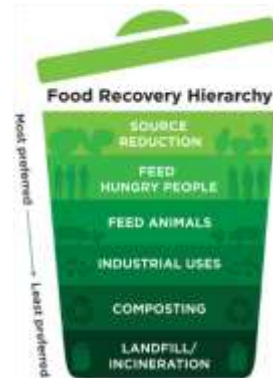 Food Recovery Hierarchy
Most preferred
Least preferred
SOURCE
REDUCTION
FEED
HUNGRY PEOPLE
FEED ANIMALS
INDUSTRIAL USES
COMPOSTING
LANDFILL/
INCINERATION